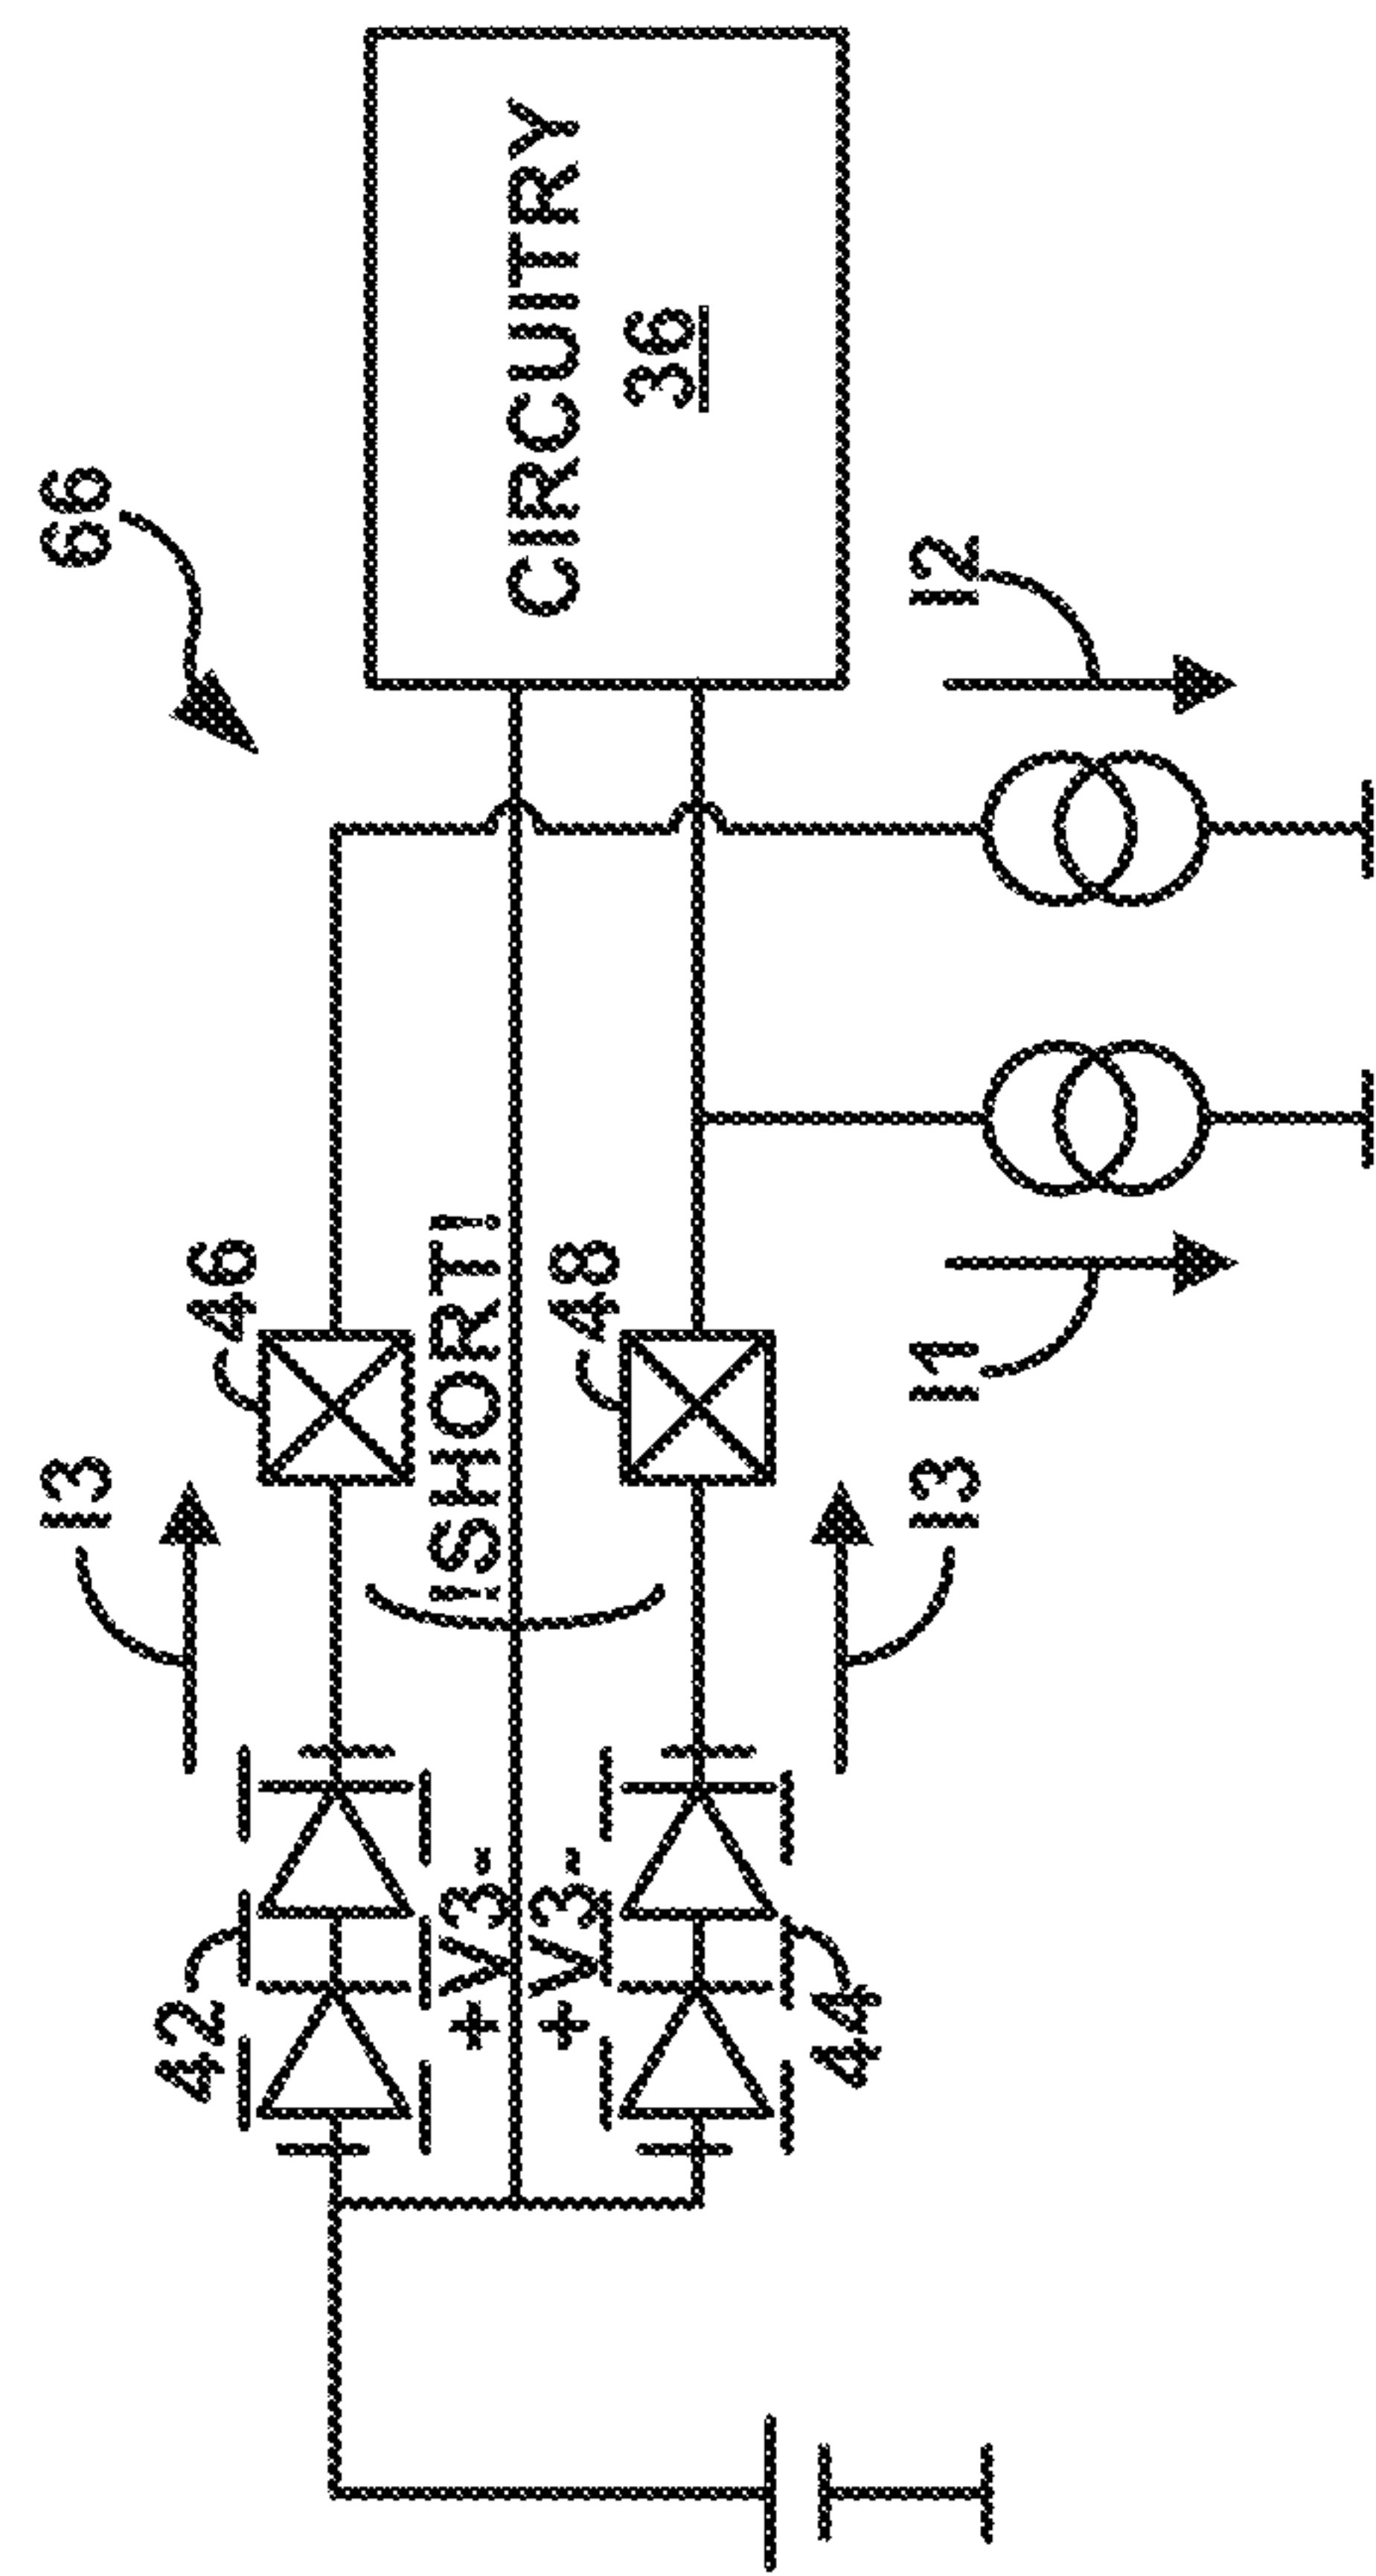 I3
66
42
46
+V3-
!SHORT!
CIRCUITRY
+V3-
48
36
44
I3
I1
I2